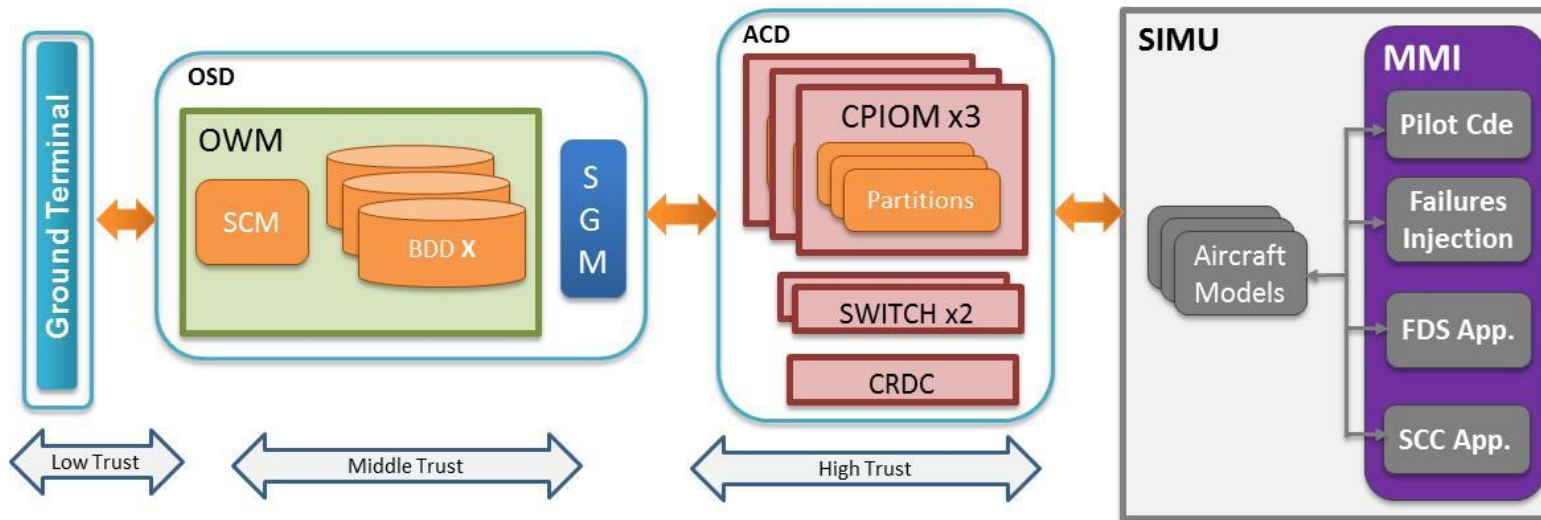 Ground Terminal
OSD
OWM
SCM
BDD X
S
G
M
ACD
CPIOM x3
Partitions
SWITCH x2
CRDC
SIMU
Aircraft
Models
MMI
Pilot Cde
Failures
Injection
FDS App.
SCC App.
Low Trust
Middle Trust
High Trust